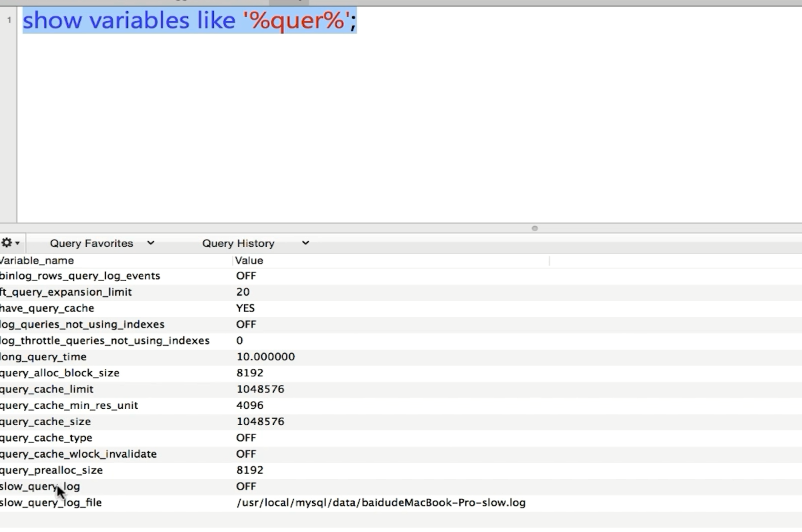 1 show variables like '%quer%';
Query Favorites Query History
Variable_name Value
binlog_rows_query_log_events OFF
ft_query_expansion_limit 20
have_query_cache YES
log_queries_not_using_indexes OFF
log_throttle_queries_not_using_indexes 0
long_query_time 10.000000
query_alloc_block_size 8192
query_cache_limit 1048576
query_cache_min_res_unit 4096
query_cache_size 1048576
query_cache_type OFF
query_cache_wlock_invalidate OFF
query_prealloc_size 8192
slow_query_log OFF
slow_query_log_file /usr/local/mysql/data/baidudeMacBook-Pro-slow.log